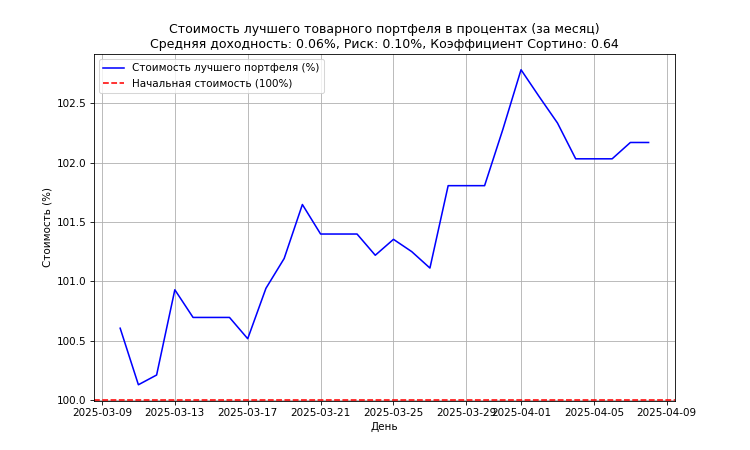 Стоимость лучшего товарного портфеля в процентах (за месяц)
Средняя доходность: 0.06%, Риск: 0.10%, Коэффициент Сортино: 0.64
Стоимость лучшего портфеля (%)
Начальная стоимость (100%)
Стоимость (%)
102.5
102.0
101.5
101.0
100.5
100.0
2025-03-09 2025-03-13 2025-03-17 2025-03-21 2025-03-25 2025-03-29 2025-04-01 2025-04-05 2025-04-09
День